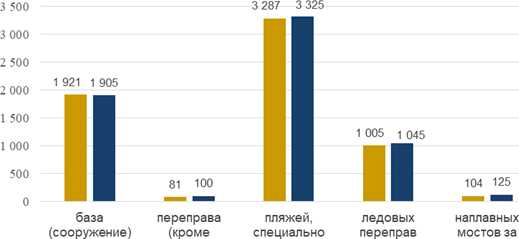 3 500
3 287 3 325
3 000
2 500
1 921 1 905
2 000
1 500
1 005 1 045
1 000
500
81 100
104 125
0
база (сооружение)
переправа (кроме
пляжей, специально
ледовых переправ
наплавных мостов за